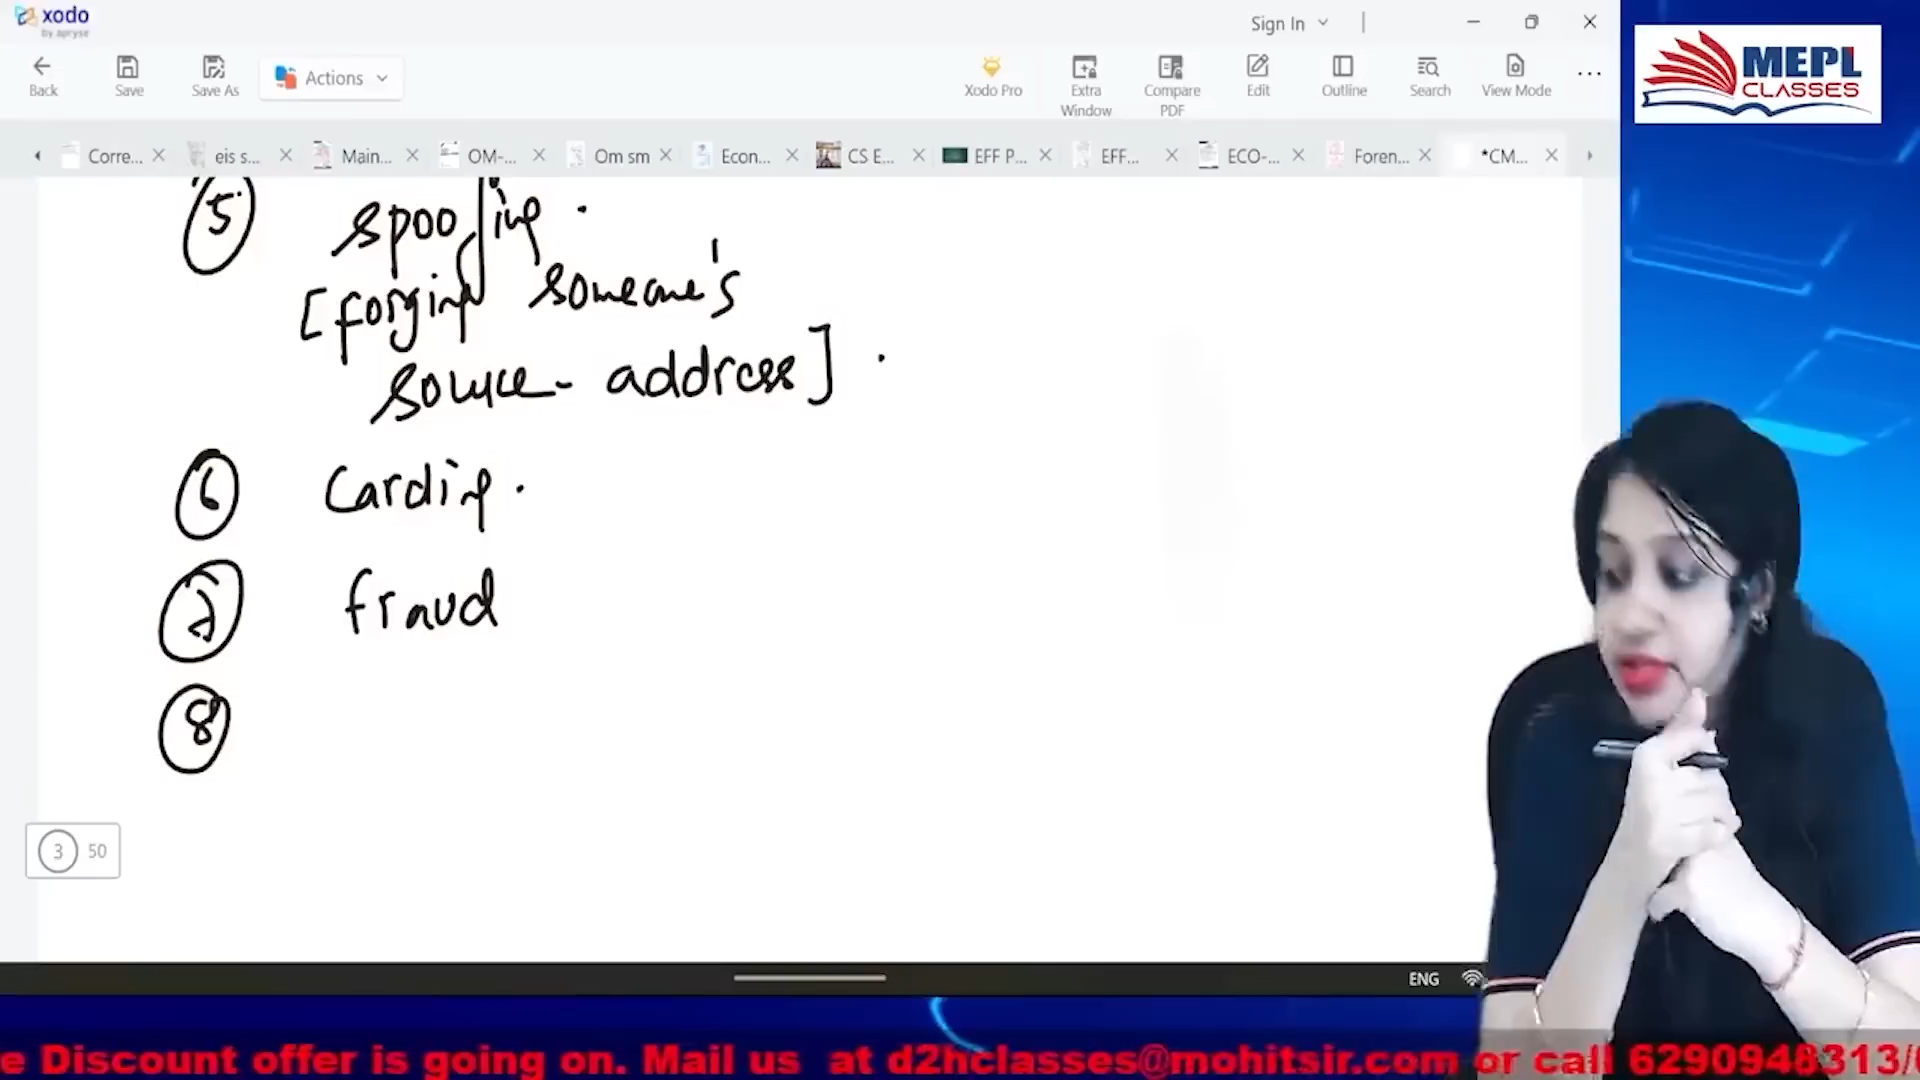 xodo
by apryse
Sign In
Back
Save
Save As
Actions
Xodo Pro
Extra Window
Compare PDF
Edit
Outline
Search
View Mode
Corre...
eis s...
Main...
OM-...
Om sm
Econ...
CS E...
EFF P...
EFF...
ECO-...
Foren...
*CM...
MEPL
CLASSES
5 spoofing.
[forging someone's
source - address].
6 Carding.
7 fraud
8
3 50
ENG
e Discount offer is going on. Mail us at d2hclasses@mohitsir.com or call 6290948313/